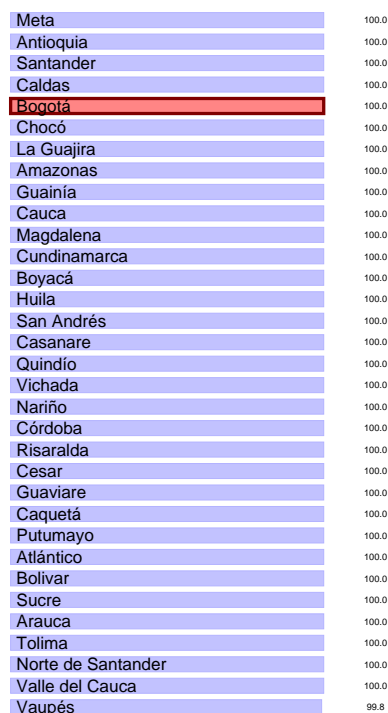 Meta 100.0
Antioquia 100.0
Santander 100.0
Caldas 100.0
Bogotá 100.0
Chocó 100.0
La Guajira 100.0
Amazonas 100.0
Guainía 100.0
Cauca 100.0
Magdalena 100.0
Cundinamarca 100.0
Boyacá 100.0
Huila 100.0
San Andrés 100.0
Casanare 100.0
Quindío 100.0
Vichada 100.0
Nariño 100.0
Córdoba 100.0
Risaralda 100.0
Cesar 100.0
Guaviare 100.0
Caquetá 100.0
Putumayo 100.0
Atlántico 100.0
Bolivar 100.0
Sucre 100.0
Arauca 100.0
Tolima 100.0
Norte de Santander 100.0
Valle del Cauca 100.0
Vaupés 99.8